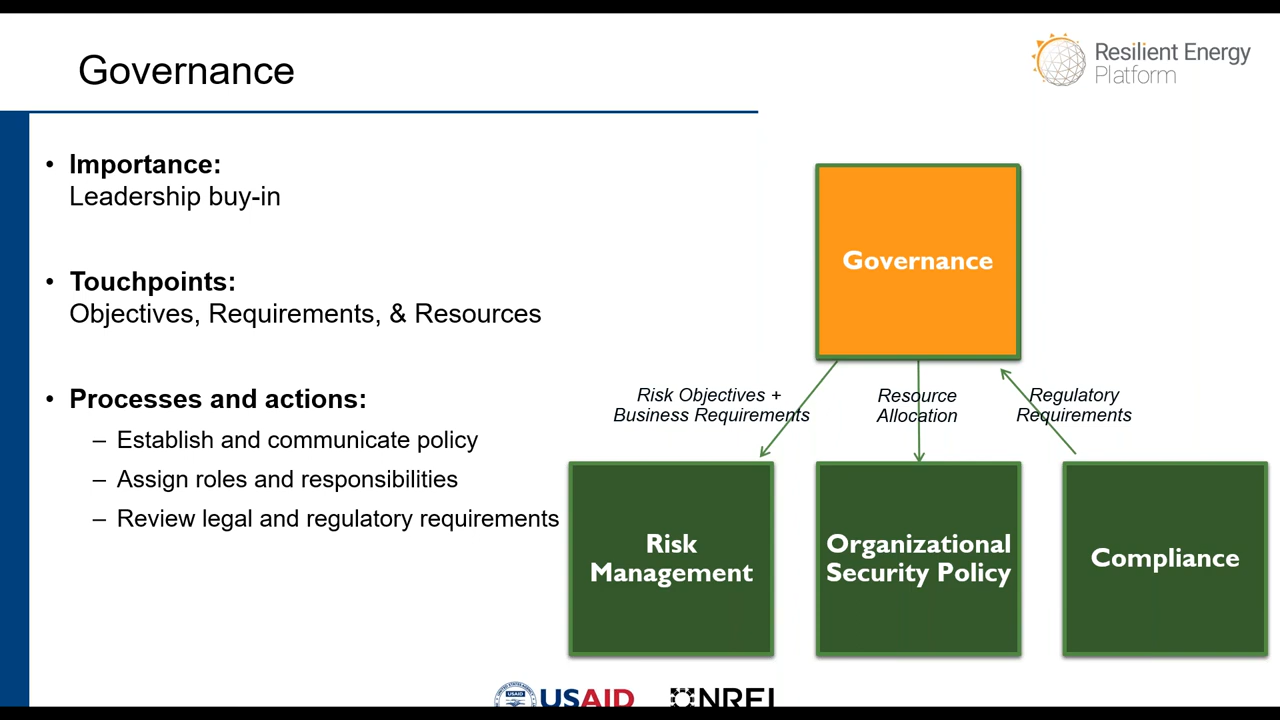 Governance
Resilient Energy
Platform
• Importance:
Leadership buy-in
• Touchpoints:
Objectives, Requirements, & Resources
• Processes and actions:
– Establish and communicate policy
– Assign roles and responsibilities
– Review legal and regulatory requirements
Governance
Risk Objectives +
Business Requirements
Resource
Allocation
Regulatory
Requirements
Risk
Management
Organizational
Security Policy
Compliance
USAID
USAID
NREL